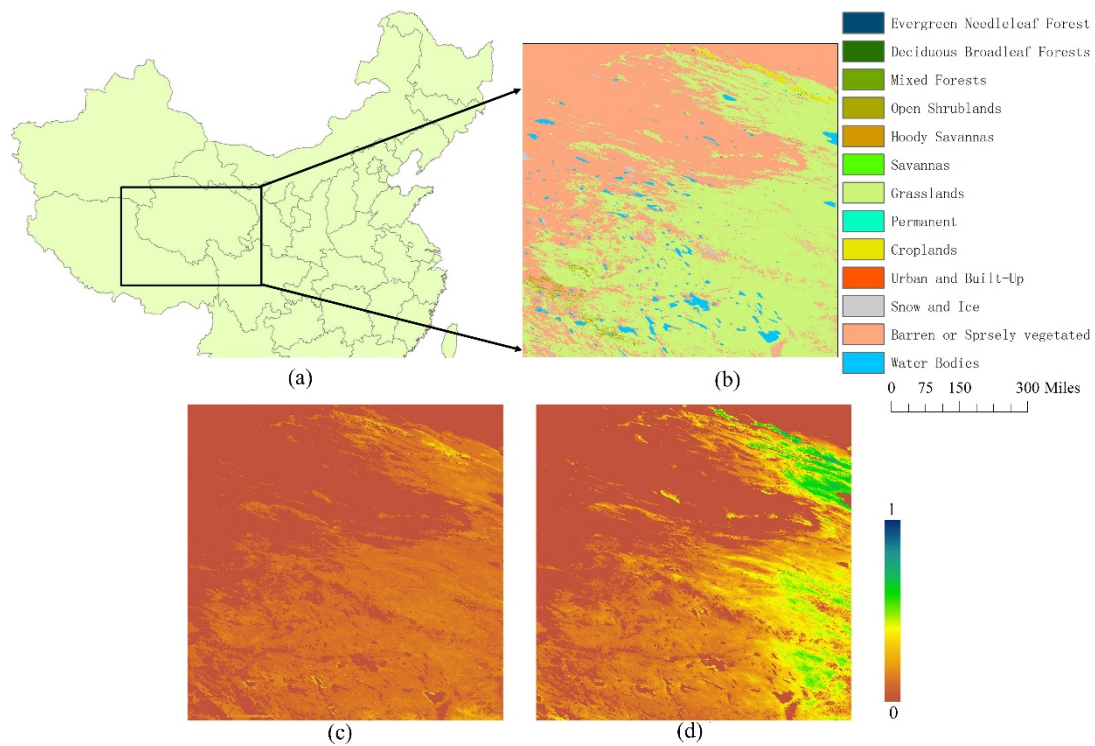 Evergreen Needleleaf Forest
Deciduous Broadleaf Forests
Mixed Forests
Open Shrublands
Hoody Savannas
Savannas
Grasslands
Permanent
Croplands
Urban and Built-Up
Snow and Ice
Barren or Sprsely vegetated
Water Bodies
(a)
(b)
0 75 150 300 Miles
1
0
(c)
(d)